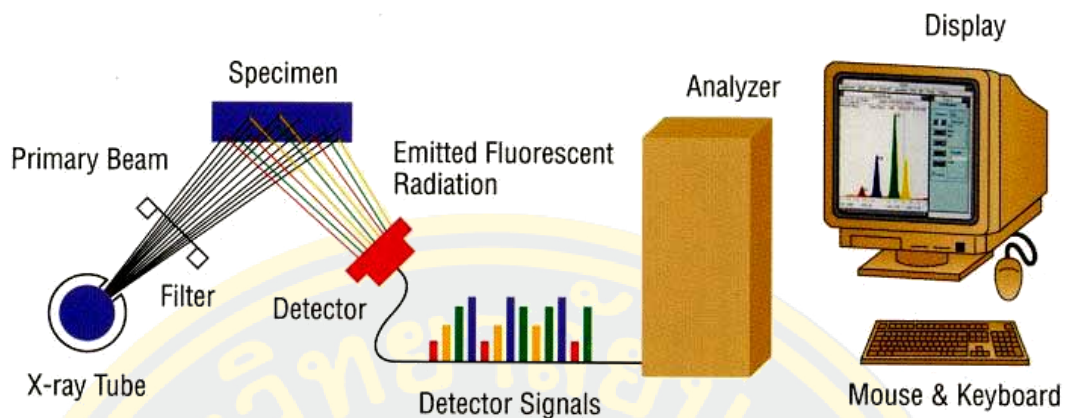 Display
Specimen
Analyzer
Primary Beam
Emitted Fluorescent
Radiation
Filter
Detector
X-ray Tube
Detector Signals
Mouse & Keyboard